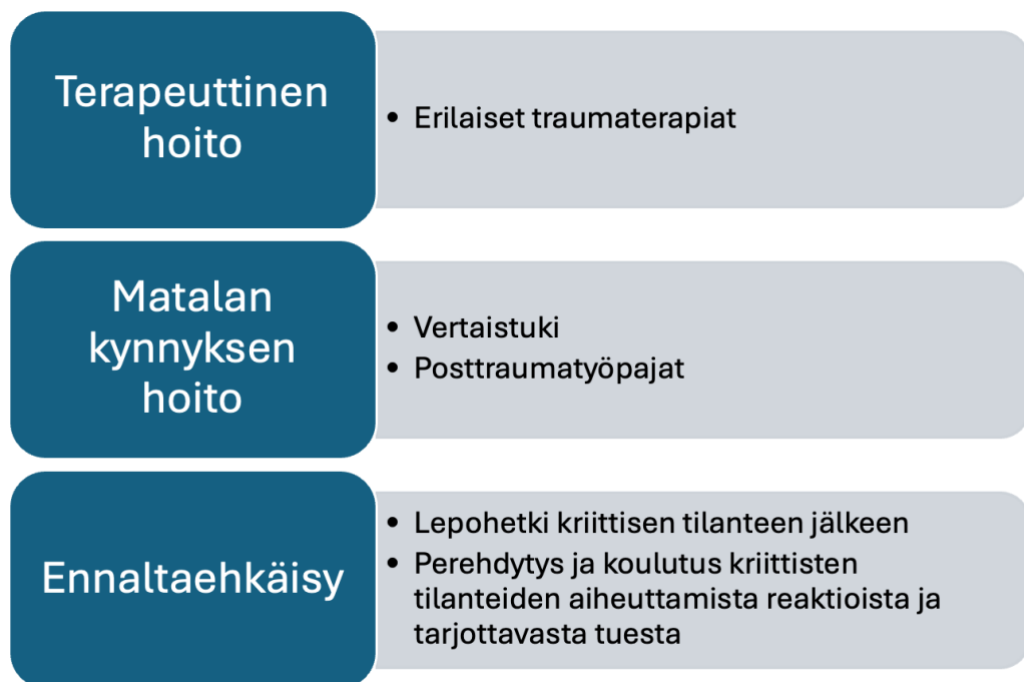 Terapeuttinen
hoito
• Erilaiset traumaterapiat
Matalan
kynnyksen
hoito
• Vertaistuki
• Posttraumatyöpajat
Ennaltaehkäisy
• Lepohetki kriittisen tilanteen jälkeen
• Perehdytys ja koulutus kriittisten
tilanteiden aiheuttamista reaktioista ja
tarjottavasta tuesta